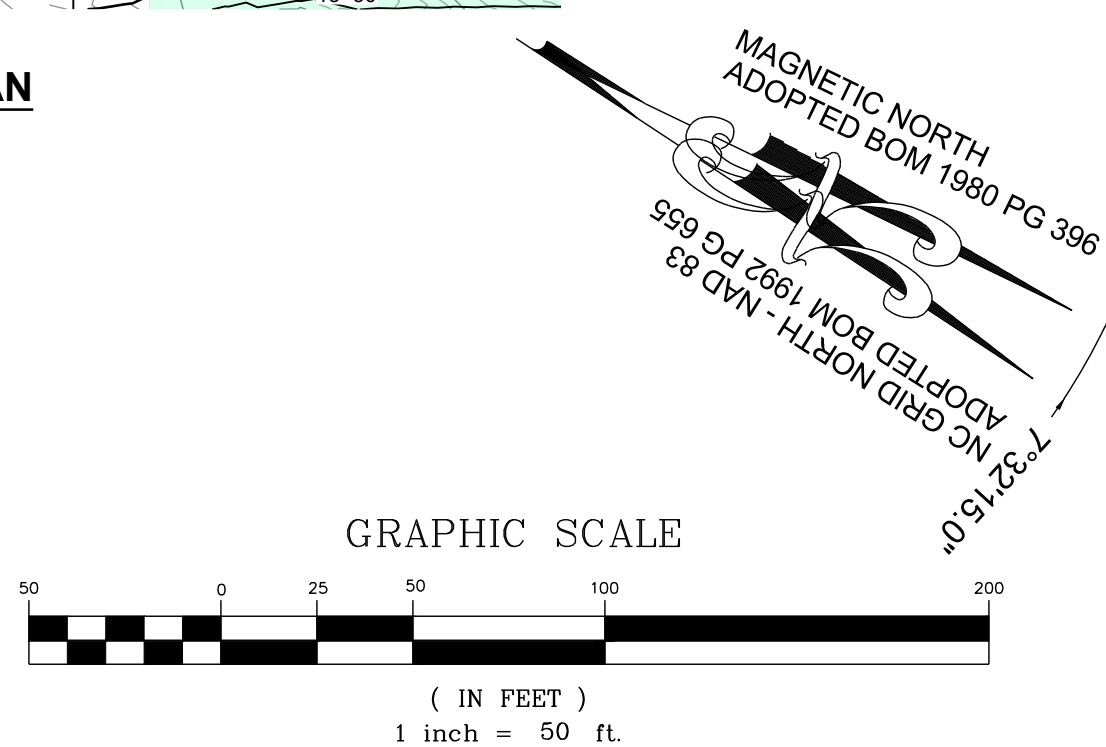 AN
MAGNETIC NORTH
ADOPTED BOM 1980 PG 396
NC GRID NORTH - NAD 83
ADOPTED BOM 1992 PG 655
7°32'15.0"
GRAPHIC SCALE
50 0 25 50 100 200
( IN FEET )
1 inch = 50 ft.